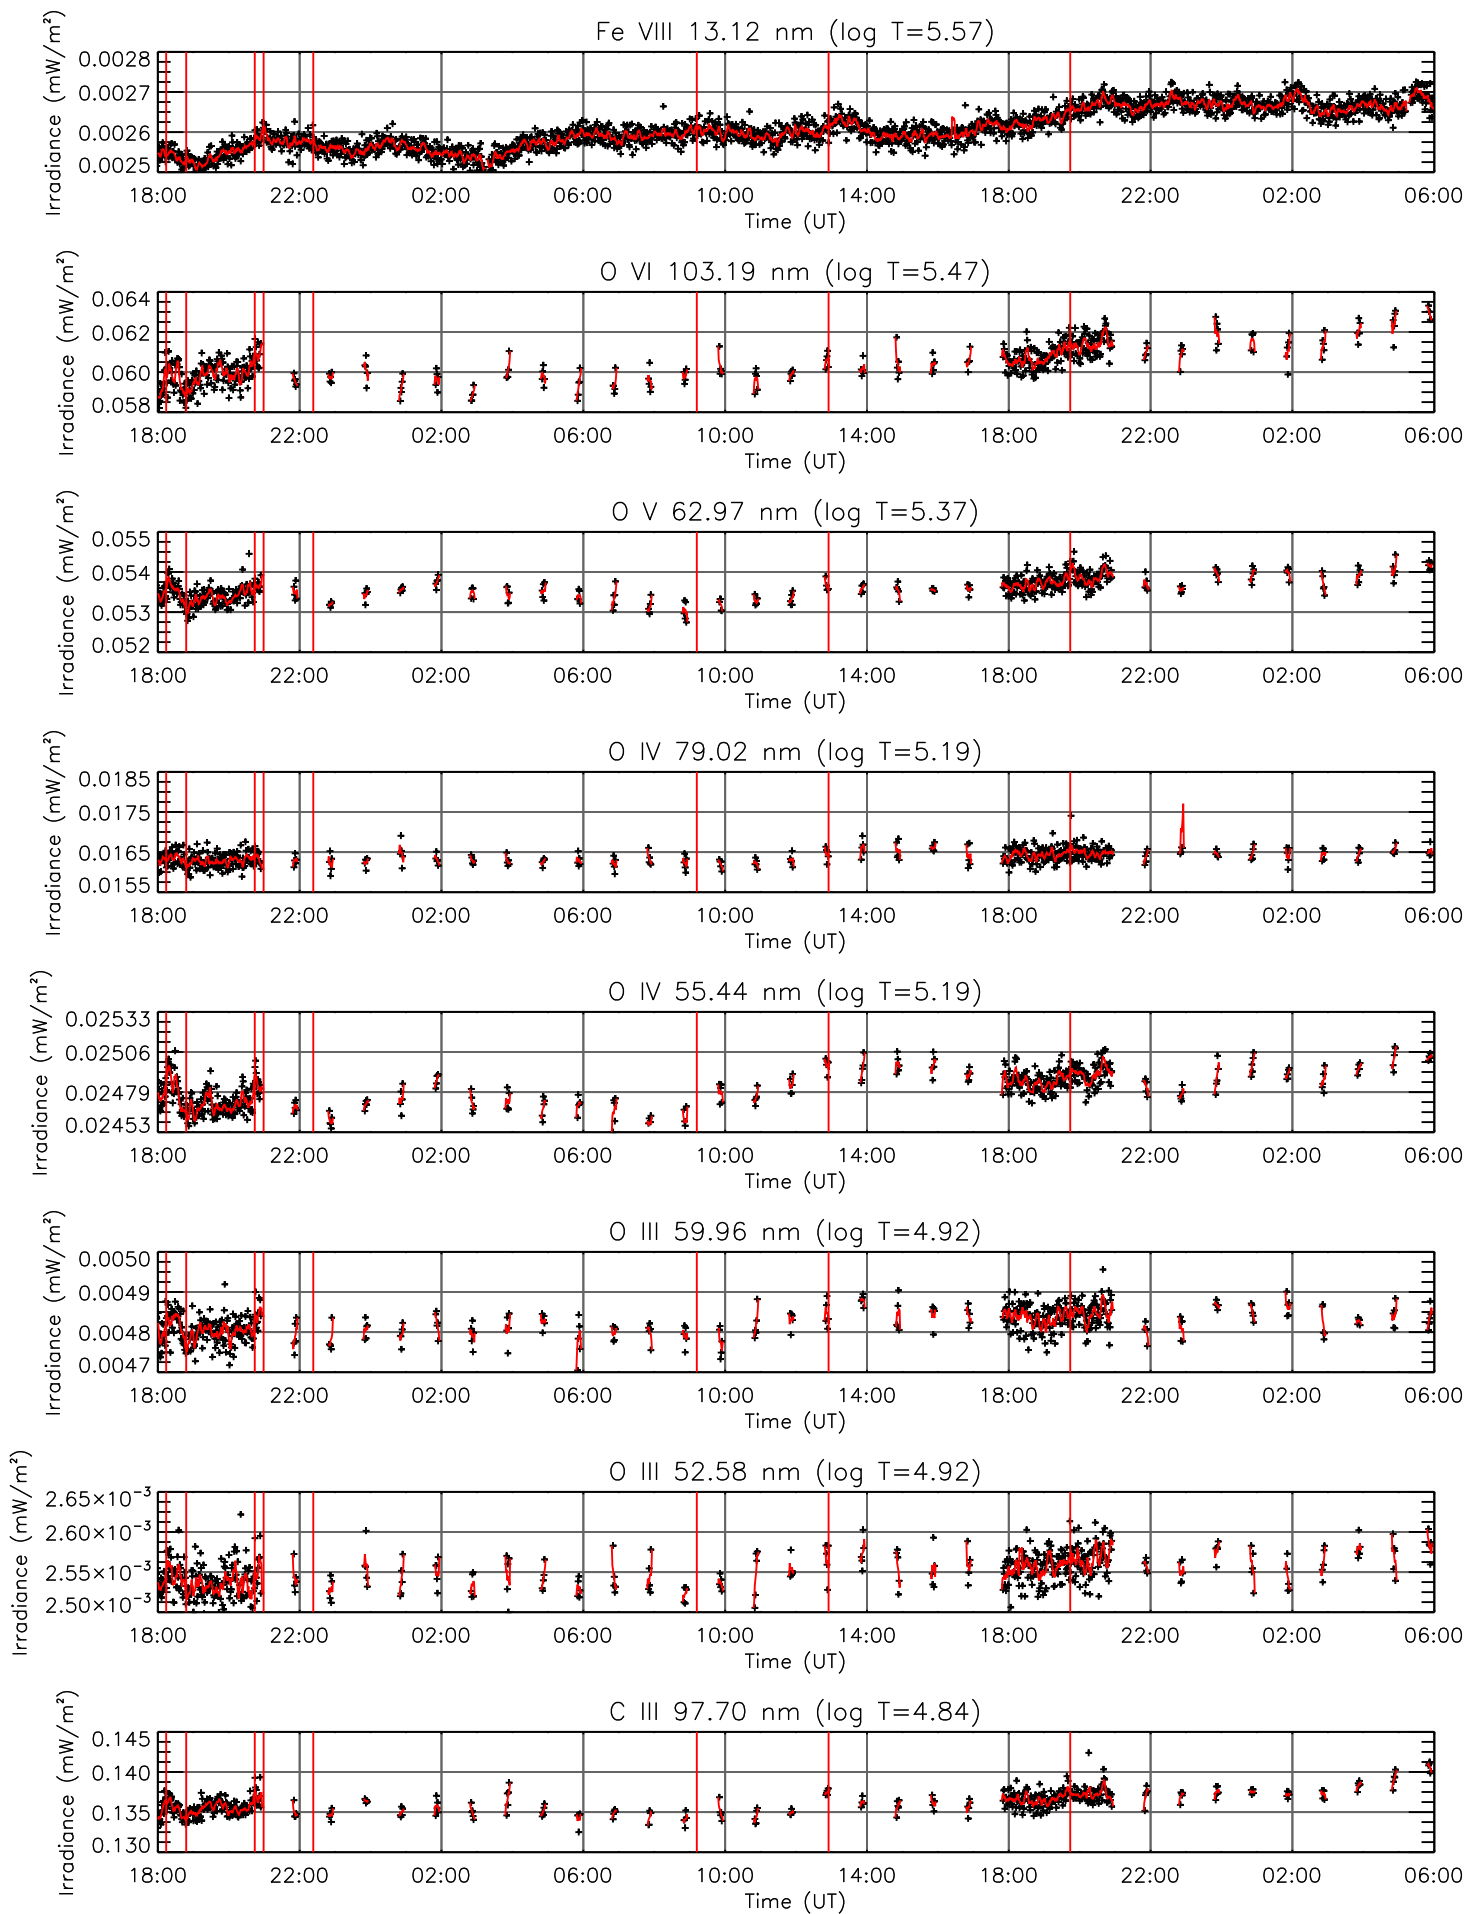 Fe VIII 13.12 nm (log T=5.57)
Irradiance (mW/m²)
0.0028
0.0027
0.0026
0.0025
18:00 22:00 02:00 06:00 10:00 14:00 18:00 22:00 02:00 06:00
Time (UT)
O VI 103.19 nm (log T=5.47)
Irradiance (mW/m²)
0.064
0.062
0.060
0.058
18:00 22:00 02:00 06:00 10:00 14:00 18:00 22:00 02:00 06:00
Time (UT)
O V 62.97 nm (log T=5.37)
Irradiance (mW/m²)
0.055
0.054
0.053
0.052
18:00 22:00 02:00 06:00 10:00 14:00 18:00 22:00 02:00 06:00
Time (UT)
O IV 79.02 nm (log T=5.19)
Irradiance (mW/m²)
0.0185
0.0175
0.0165
0.0155
18:00 22:00 02:00 06:00 10:00 14:00 18:00 22:00 02:00 06:00
Time (UT)
O IV 55.44 nm (log T=5.19)
Irradiance (mW/m²)
0.02533
0.02506
0.02479
0.02453
18:00 22:00 02:00 06:00 10:00 14:00 18:00 22:00 02:00 06:00
Time (UT)
O III 59.96 nm (log T=4.92)
Irradiance (mW/m²)
0.0050
0.0049
0.0048
0.0047
18:00 22:00 02:00 06:00 10:00 14:00 18:00 22:00 02:00 06:00
Time (UT)
O III 52.58 nm (log T=4.92)
Irradiance (mW/m²)
2.65×10⁻³
2.60×10⁻³
2.55×10⁻³
2.50×10⁻³
18:00 22:00 02:00 06:00 10:00 14:00 18:00 22:00 02:00 06:00
Time (UT)
C III 97.70 nm (log T=4.84)
Irradiance (mW/m²)
0.145
0.140
0.135
0.130
18:00 22:00 02:00 06:00 10:00 14:00 18:00 22:00 02:00 06:00
Time (UT)